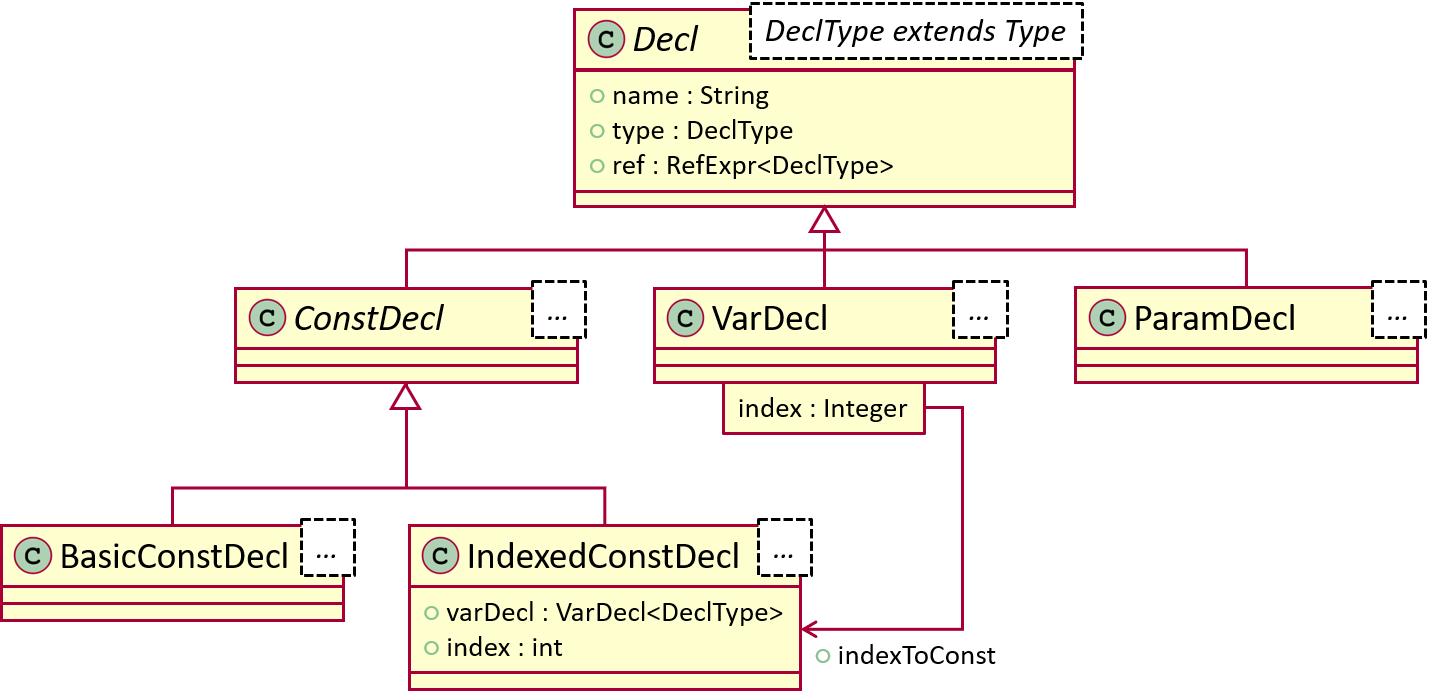 C Decl
DeclType extends Type
name : String
type : DeclType
ref : RefExpr<DeclType>
C ConstDecl
...
C VarDecl
...
C ParamDecl
...
index : Integer
C BasicConstDecl
...
C IndexedConstDecl
...
varDecl : VarDecl<DeclType>
index : int
indexToConst